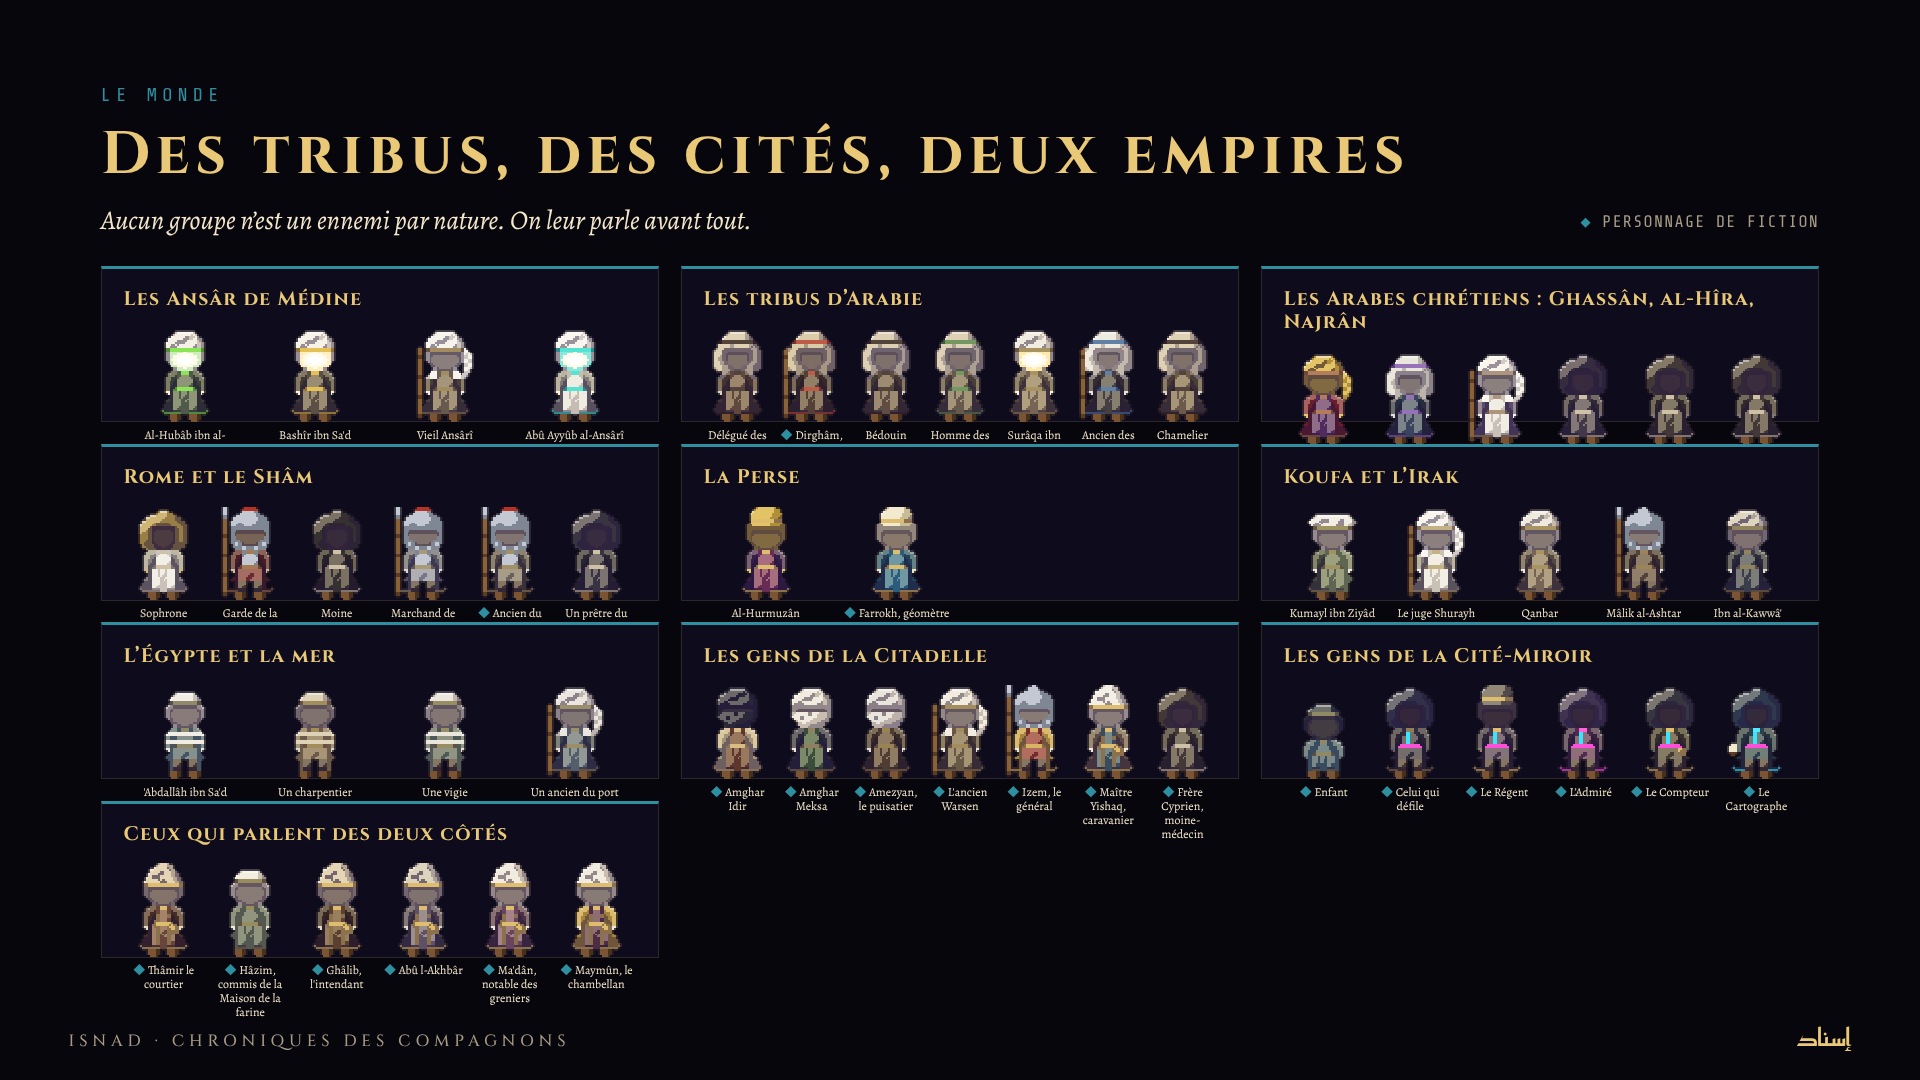 LE MONDE
Des tribus, des cités, deux empires
Aucun groupe n'est un ennemi par nature. On leur parle avant tout.
◆ PERSONNAGE DE FICTION
Les Ansâr de Médine
Al-Hubâb ibn al-
Bashîr ibn Sa'd
Vieil Ansârî
Abû Ayyûb al-Ansârî
Les tribus d'Arabie
Délégué des
◆ Dirghâm,
Bédouin
Homme des
Surâqa ibn
Ancien des
Chamelier
Les Arabes chrétiens : Ghassân, al-Hîra,
Najrân
Rome et le Shâm
Sophrone
Garde de la
Moine
Marchand de
◆ Ancien du
Un prêtre du
La Perse
Al-Hurmuzân
◆ Farrokh, géomètre
Koufa et l'Irak
Kumayl ibn Ziyâd
Le juge Shurayh
Qanbar
Mâlik al-Ashtar
Ibn al-Kawwâ'
L'Égypte et la mer
'Abdallâh ibn Sa'd
Un charpentier
Une vigie
Un ancien du port
Les gens de la Citadelle
◆ Amghar
Idir
◆ Amghar
Meksa
◆ Amezyan,
le puisatier
◆ L'ancien
Warsen
◆ Izem, le
général
◆ Maître
Yishaq,
caravanier
◆ Frère
Cyprien,
moine-
médecin
Les gens de la Cité-Miroir
◆ Enfant
◆ Celui qui
défile
◆ Le Régent
◆ L'Admiré
◆ Le Compteur
◆ Le
Cartographe
Ceux qui parlent des deux côtés
◆ Thâmir le
courtier
◆ Hâzim,
commis de la
Maison de la
farine
◆ Ghâlib,
l'intendant
◆ Abû l-Akhbâr
◆ Ma'dân,
notable des
greniers
◆ Maymûn, le
chambellan
ISNAD · CHRONIQUES DES COMPAGNONS
إسناد